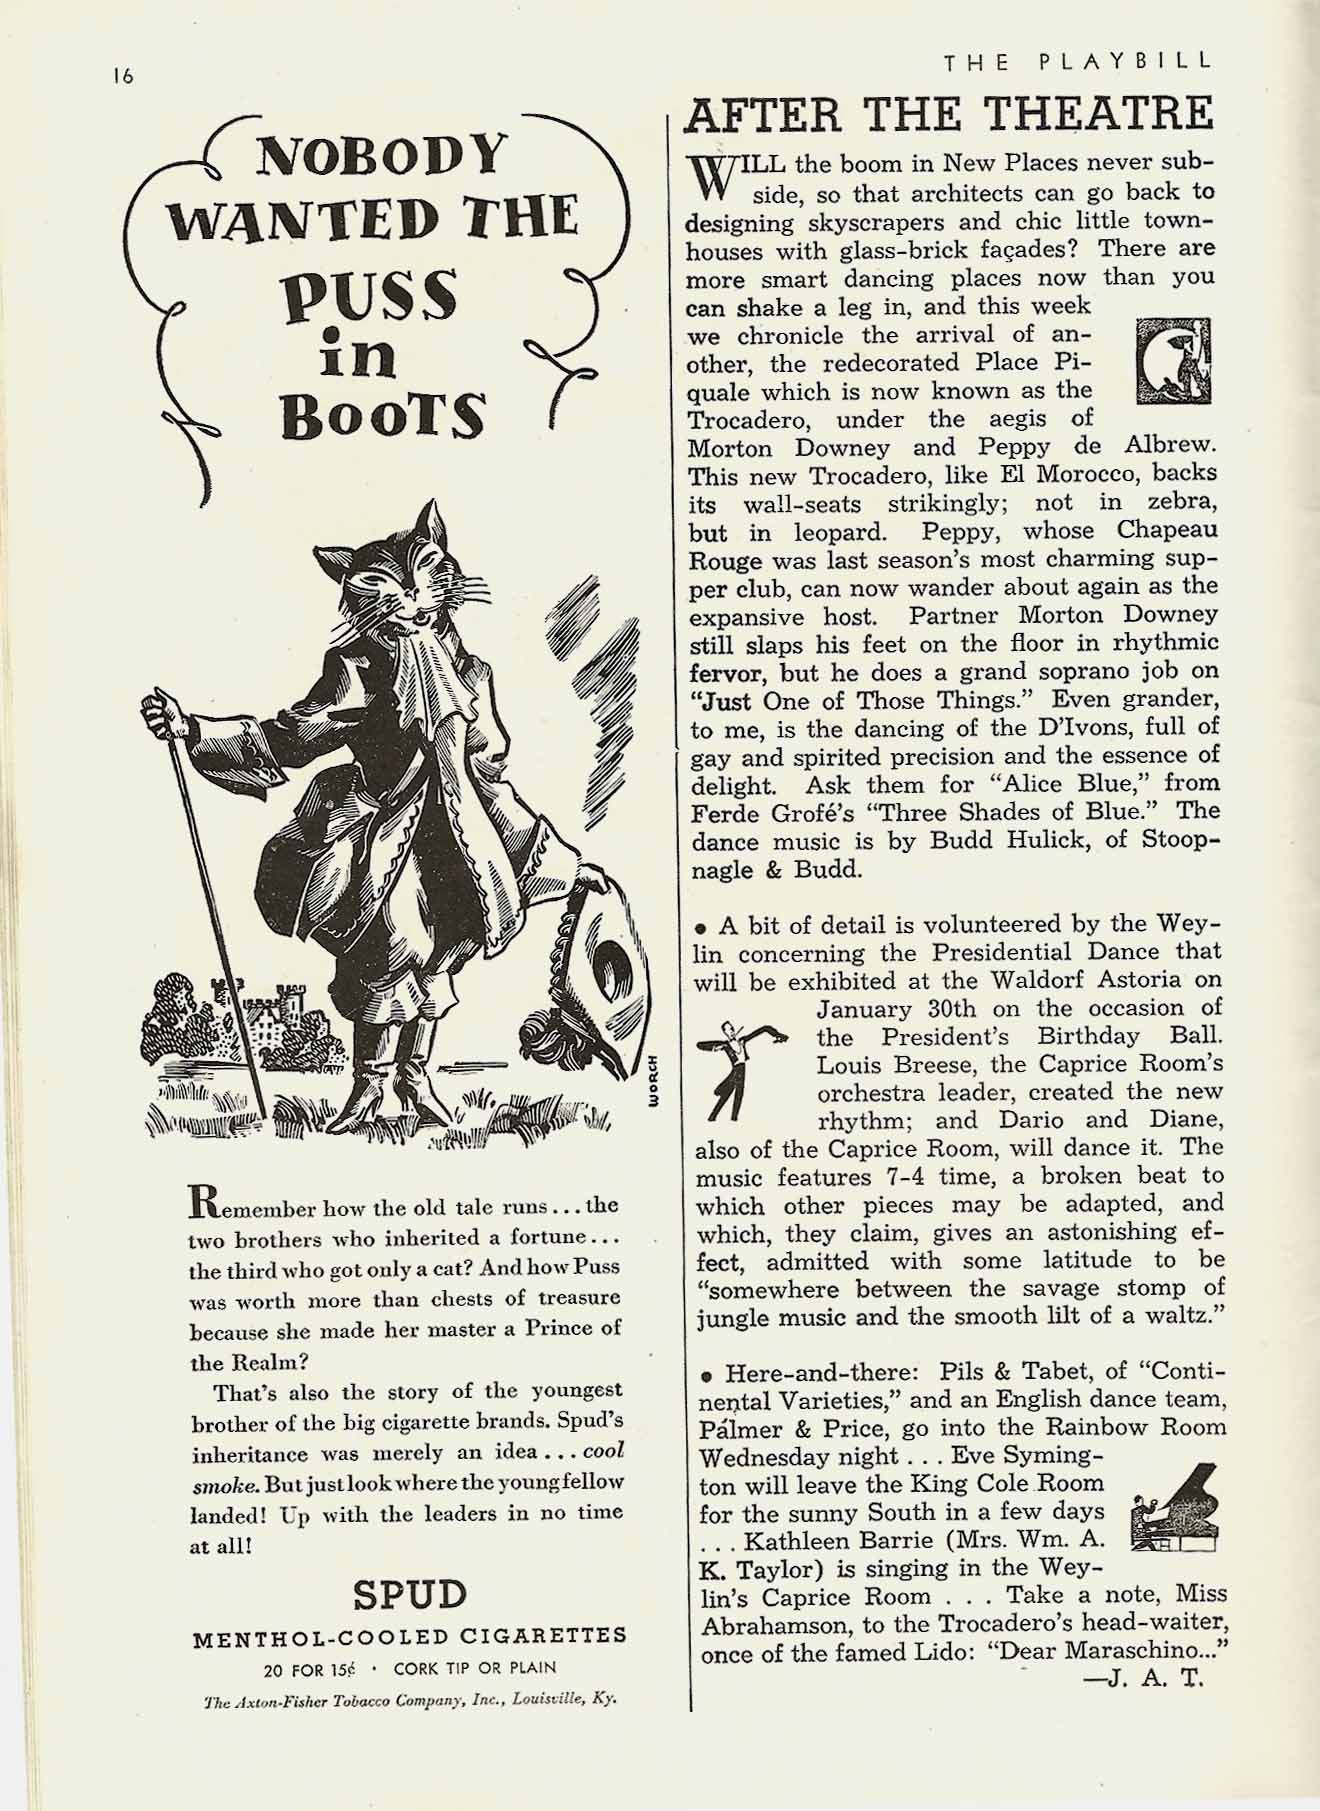 16
THE PLAYBILL
NOBODY
WANTED THE
PUSS
in
BOOTS
WORCH
Remember how the old tale runs...the
two brothers who inherited a fortune...
the third who got only a cat? And how Puss
was worth more than chests of treasure
because she made her master a Prince of
the Realm?
That's also the story of the youngest
brother of the big cigarette brands. Spud's
inheritance was merely an idea...cool
smoke. But just look where the young fellow
landed! Up with the leaders in no time
at all!
SPUD
MENTHOL-COOLED CIGARETTES
20 FOR 15¢ · CORK TIP OR PLAIN
The Axton-Fisher Tobacco Company, Inc., Louisville, Ky.
AFTER THE THEATRE
WILL the boom in New Places never sub-
side, so that architects can go back to
designing skyscrapers and chic little town-
houses with glass-brick façades? There are
more smart dancing places now than you
can shake a leg in, and this week
we chronicle the arrival of an-
other, the redecorated Place Pi-
quale which is now known as the
Trocadero, under the aegis of
Morton Downey and Peppy de Albrew.
This new Trocadero, like El Morocco, backs
its wall-seats strikingly; not in zebra,
but in leopard. Peppy, whose Chapeau
Rouge was last season's most charming sup-
per club, can now wander about again as the
expansive host. Partner Morton Downey
still slaps his feet on the floor in rhythmic
fervor, but he does a grand soprano job on
"Just One of Those Things." Even grander,
to me, is the dancing of the D'Ivons, full of
gay and spirited precision and the essence of
delight. Ask them for "Alice Blue," from
Ferde Grofé's "Three Shades of Blue." The
dance music is by Budd Hulick, of Stoop-
nagle & Budd.
• A bit of detail is volunteered by the Wey-
lin concerning the Presidential Dance that
will be exhibited at the Waldorf Astoria on
January 30th on the occasion of
the President's Birthday Ball.
Louis Breese, the Caprice Room's
orchestra leader, created the new
rhythm; and Dario and Diane,
also of the Caprice Room, will dance it. The
music features 7-4 time, a broken beat to
which other pieces may be adapted, and
which, they claim, gives an astonishing ef-
fect, admitted with some latitude to be
"somewhere between the savage stomp of
jungle music and the smooth lilt of a waltz."
• Here-and-there: Pils & Tabet, of "Conti-
nental Varieties," and an English dance team,
Palmer & Price, go into the Rainbow Room
Wednesday night . . . Eve Syming-
ton will leave the King Cole Room
for the sunny South in a few days
. . . Kathleen Barrie (Mrs. Wm. A.
K. Taylor) is singing in the Wey-
lin's Caprice Room . . . Take a note, Miss
Abrahamson, to the Trocadero's head-waiter,
once of the famed Lido: "Dear Maraschino..."
—J. A. T.